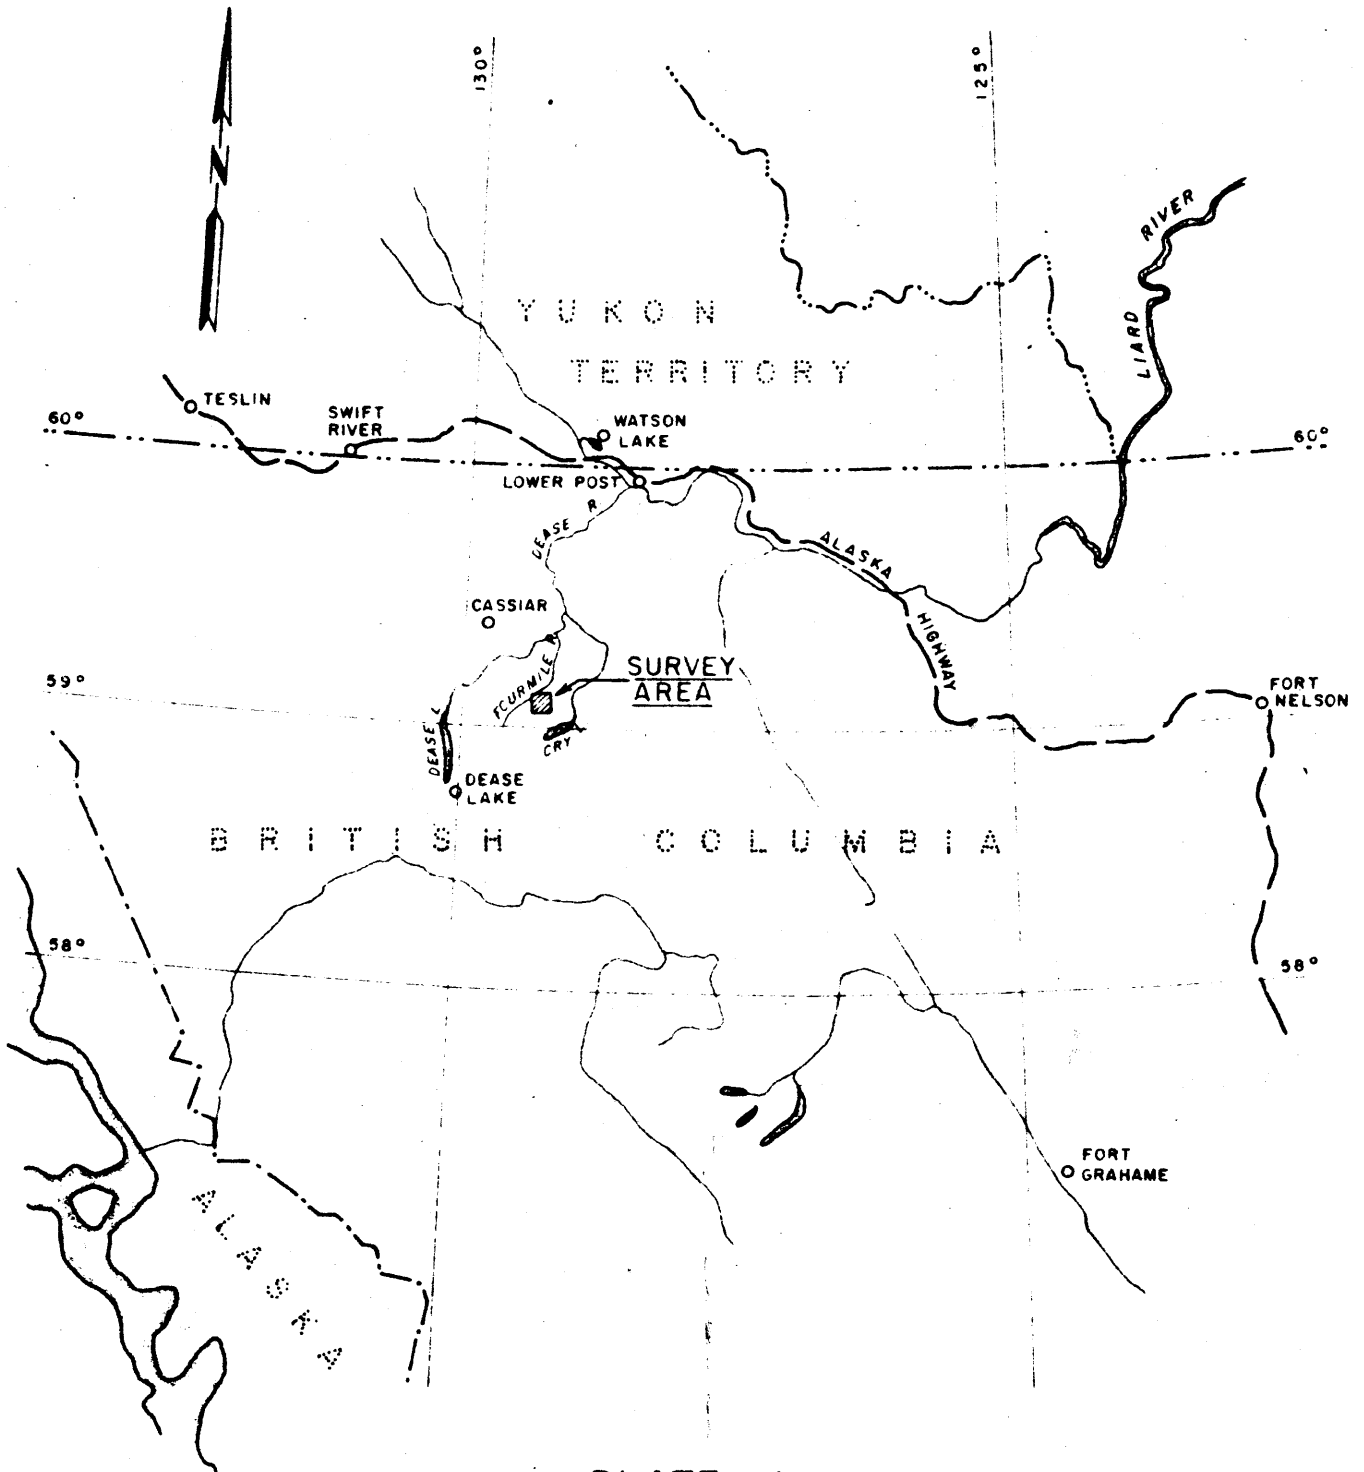 130°
125°
N
RIVER
LIARD
YUKON
TERRITORY
TESLIN
60°
SWIFT
RIVER
WATSON
LAKE
60°
LOWER POST
DEASE R.
ALASKA
HIGHWAY
CASSIAR
FOURMILE R.
SURVEY
AREA
59°
FORT
NELSON
DEASE L
CRY
DEASE
LAKE
BRITISH COLUMBIA
58°
58°
FORT
GRAHAME
ALASKA